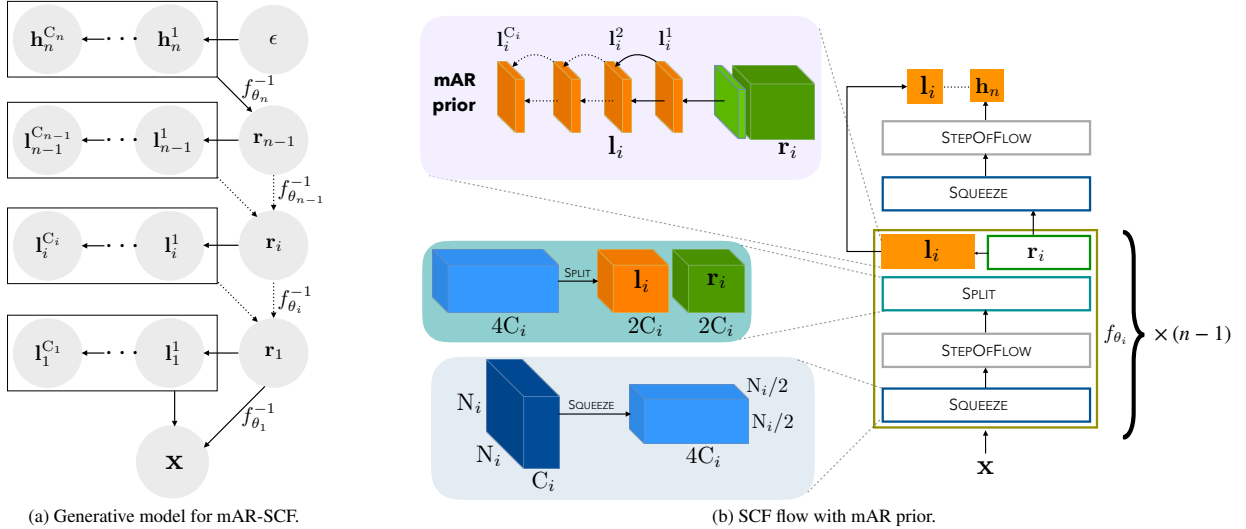 h_n^{C_n} · · · h_n^1 ϵ
f_{θ_n}^{-1}
l_{n-1}^{C_{n-1}} · · · l_{n-1}^1 r_{n-1}
f_{θ_{n-1}}^{-1}
l_i^{C_i} · · · l_i^1 r_i
f_{θ_i}^{-1}
l_1^{C_1} · · · l_1^1 r_1
f_{θ_1}^{-1}
x
(a) Generative model for mAR-SCF.
l_i^{C_i} l_i^2 l_i^1
mAR
prior
l_i
r_i
SPLIT
l_i r_i
4C_i 2C_i 2C_i
N_i
N_i
C_i
SQUEEZE
N_i/2
N_i/2
4C_i
l_i h_n
STEPOFFLOW
SQUEEZE
l_i r_i
SPLIT
STEPOFFLOW
SQUEEZE
x
f_{θ_i} × (n − 1)
(b) SCF flow with mAR prior.